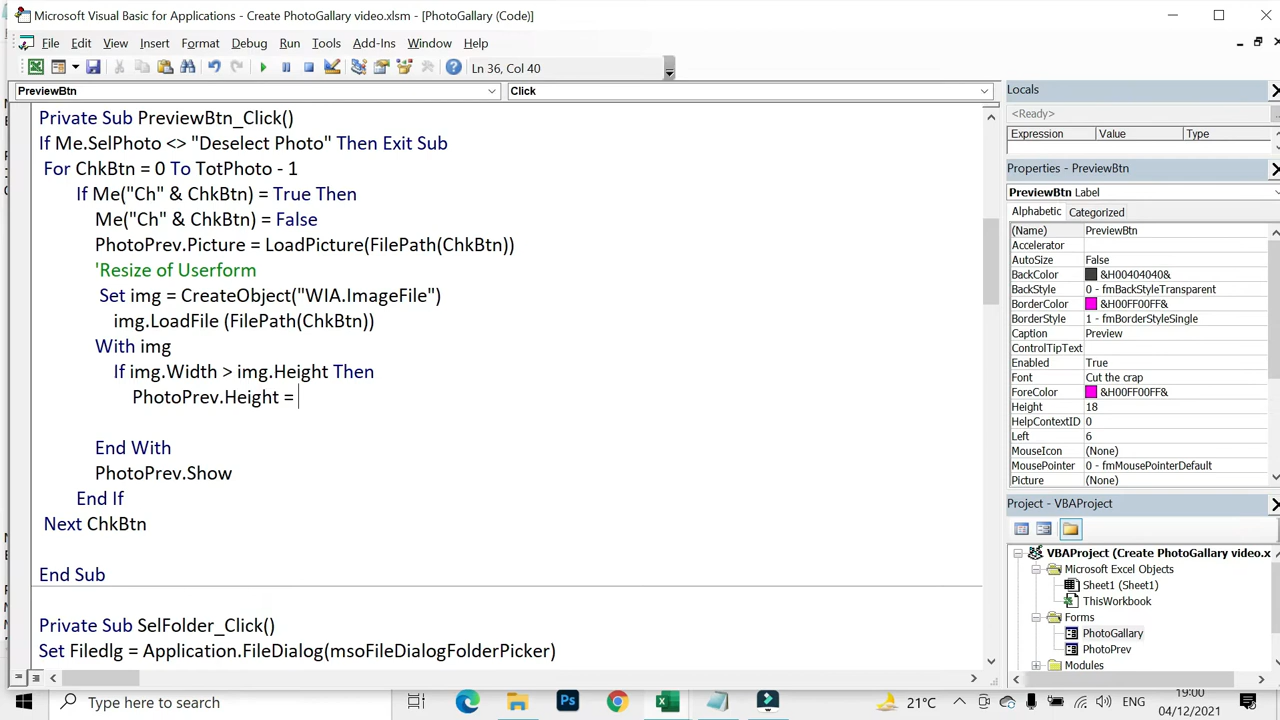 Microsoft Visual Basic for Applications - Create PhotoGallary video.xlsm - [PhotoGallary (Code)]
File Edit View Insert Format Debug Run Tools Add-Ins Window Help
Ln 36, Col 40
PreviewBtn
Click
Private Sub PreviewBtn_Click()
If Me.SelPhoto <> "Deselect Photo" Then Exit Sub
For ChkBtn = 0 To TotPhoto - 1
If Me("Ch" & ChkBtn) = True Then
Me("Ch" & ChkBtn) = False
PhotoPrev.Picture = LoadPicture(FilePath(ChkBtn))
'Resize of Userform
Set img = CreateObject("WIA.ImageFile")
img.LoadFile (FilePath(ChkBtn))
With img
If img.Width > img.Height Then
PhotoPrev.Height =
End With
PhotoPrev.Show
End If
Next ChkBtn
End Sub
Private Sub SelFolder_Click()
Set Filedlg = Application.FileDialog(msoFileDialogFolderPicker)
Locals
<Ready>
Expression Value Type
Properties - PreviewBtn
PreviewBtn Label
Alphabetic Categorized
(Name) PreviewBtn
Accelerator
AutoSize False
BackColor &H00404040&
BackStyle 0 - fmBackStyleTransparent
BorderColor &H00FF00FF&
BorderStyle 1 - fmBorderStyleSingle
Caption Preview
ControlTipText
Enabled True
Font Cut the crap
ForeColor &H00FF00FF&
Height 18
HelpContextID 0
Left 6
MouseIcon (None)
MousePointer 0 - fmMousePointerDefault
Picture (None)
Project - VBAProject
VBAProject (Create PhotoGallary video.x
Microsoft Excel Objects
Sheet1 (Sheet1)
ThisWorkbook
Forms
PhotoGallary
PhotoPrev
Modules
Type here to search
Ps
21°C
ENG
19:00
04/12/2021